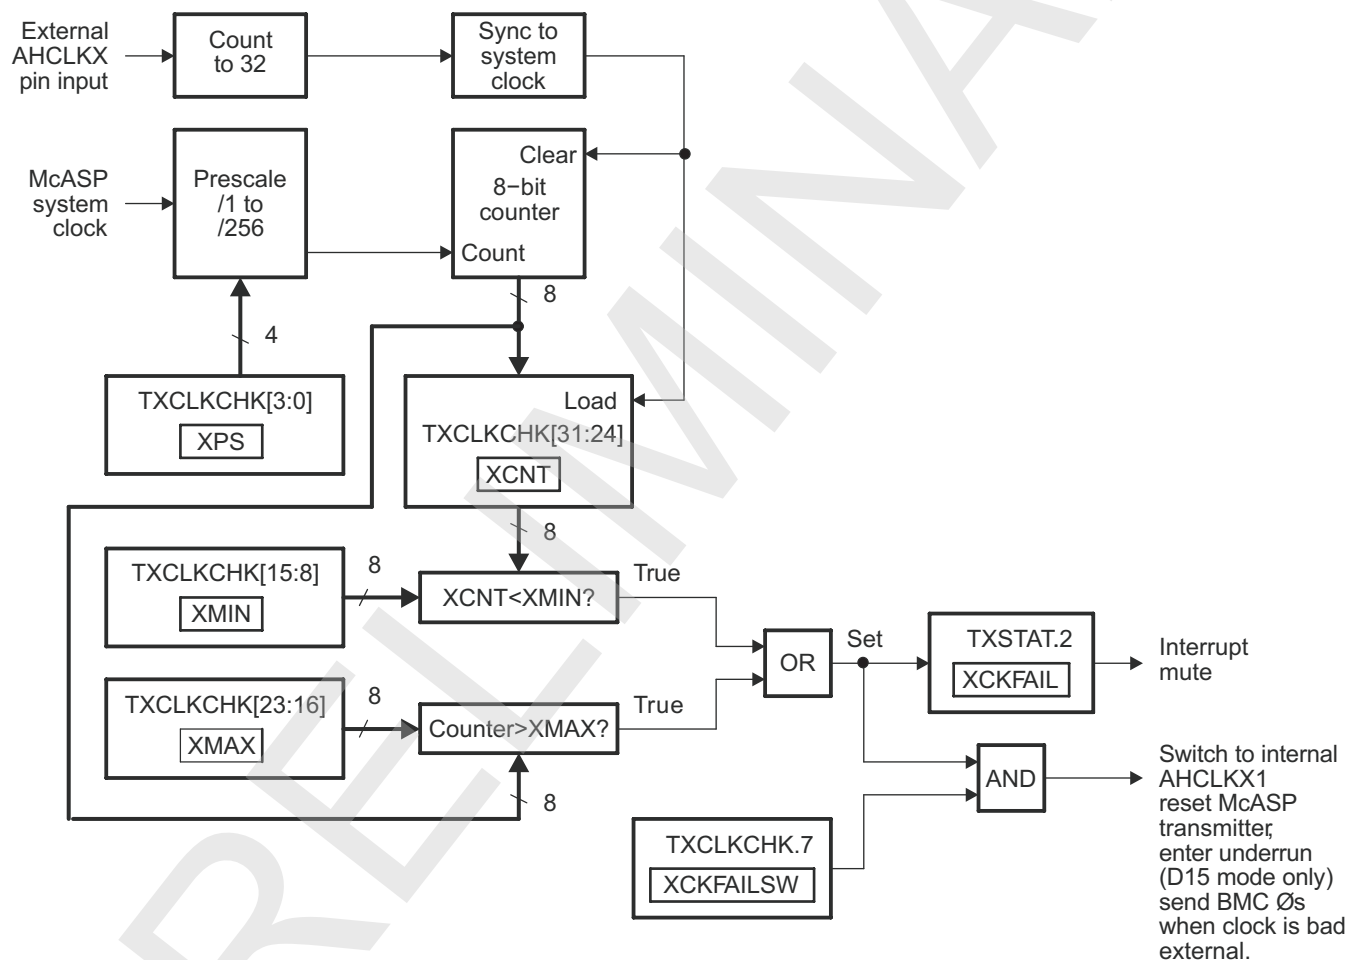 External
AHCLKX
pin input
Count
to 32
Sync to
system
clock
McASP
system
clock
Prescale
/1 to
/256
Clear
8−bit
counter
Count
8
4
TXCLKCHK[3:0]
XPS
Load
TXCLKCHK[31:24]
XCNT
8
TXCLKCHK[15:8]
XMIN
8
XCNT<XMIN?
True
TXCLKCHK[23:16]
XMAX
8
Counter>XMAX?
True
8
OR
Set
TXSTAT.2
XCKFAIL
Interrupt
mute
AND
TXCLKCHK.7
XCKFAILSW
Switch to internal
AHCLKX1
reset McASP
transmitter,
enter underrun
(D15 mode only)
send BMC Øs
when clock is bad
external.
RELIMINA